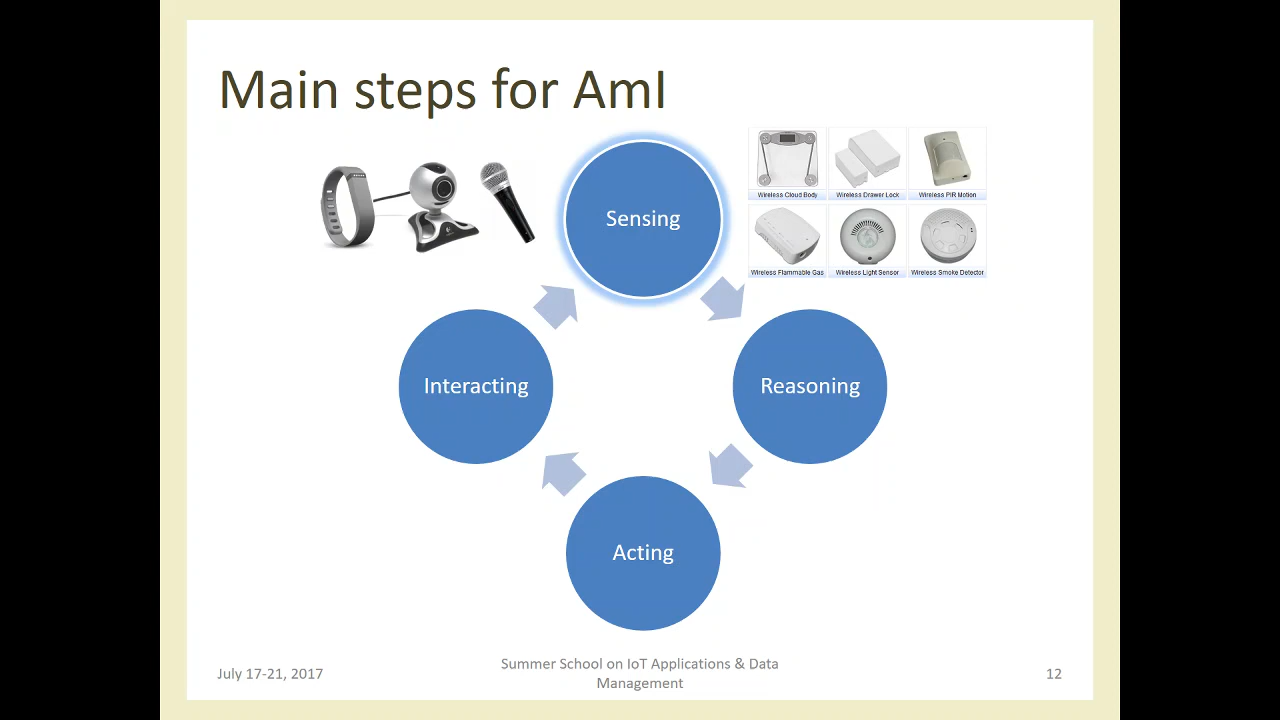 Main steps for AmI
Sensing
Wireless Cloud Body
Wireless Drawer Lock
Wireless PIR Motion
Wireless Flammable Gas
Wireless Light Sensor
Wireless Smoke Detector
Interacting
Reasoning
Acting
July 17-21, 2017
Summer School on IoT Applications & Data
Management
12